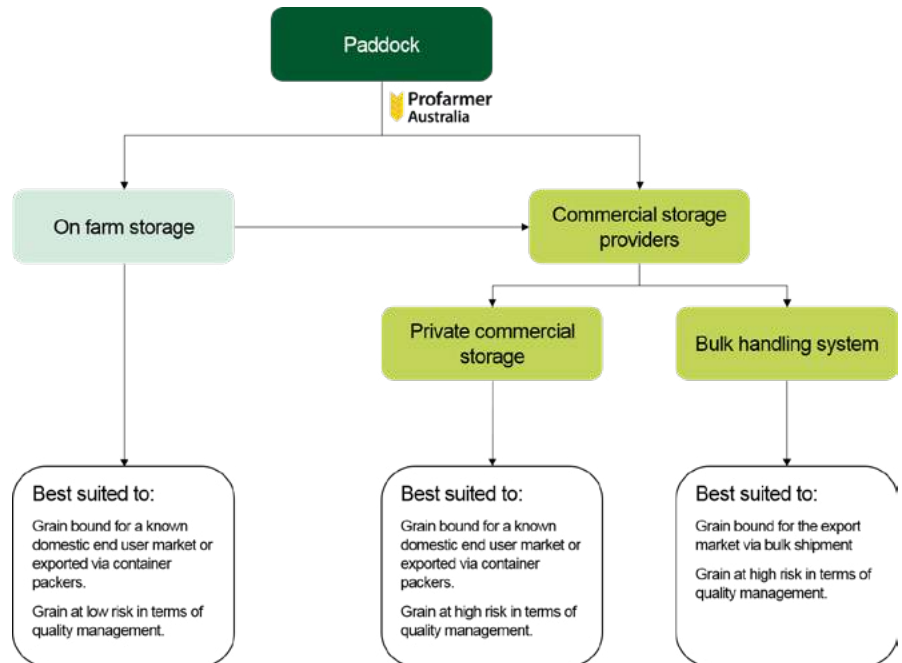 Paddock
Profarmer
Australia
On farm storage
Commercial storage
providers
Private commercial
storage
Bulk handling system
Best suited to:
Grain bound for a known
domestic end user market or
exported via container
packers.
Grain at low risk in terms of
quality management.
Best suited to:
Grain bound for a known
domestic end user market or
exported via container
packers.
Grain at high risk in terms of
quality management.
Best suited to:
Grain bound for the export
market via bulk shipment
Grain at high risk in terms of
quality management.